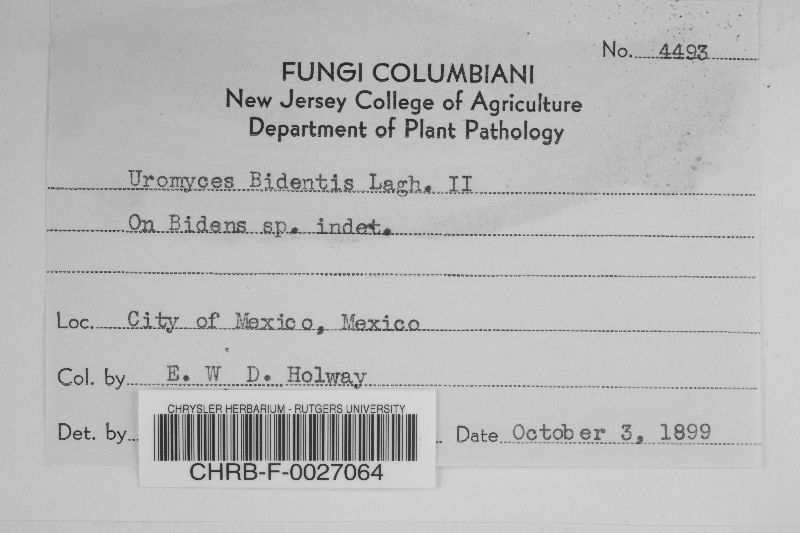 No. 4493
FUNGI COLUMBIANI
New Jersey College of Agriculture
Department of Plant Pathology
Uromyces Bidentis Lagh. II
On Bidens sp. indet.
Loc. City of Mexico, Mexico
Col. by E. W D. Holway
Det. by
Date October 3, 1899
CHRYSLER HERBARIUM - RUTGERS UNIVERSITY
CHRB-F-0027064